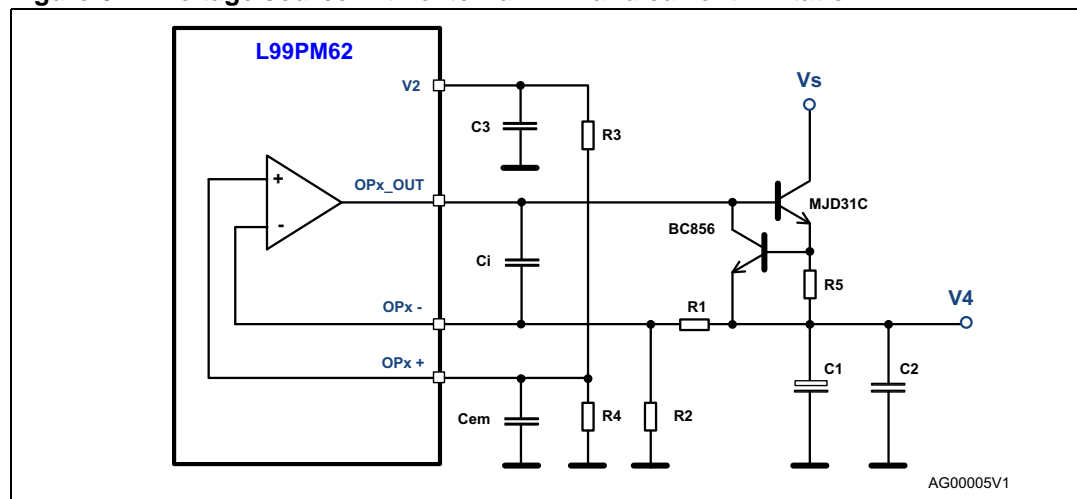 L99PM62
V2
Vs
C3
R3
OPx_OUT
MJD31C
+
-
BC856
Ci
R5
V4
OPx -
R1
OPx +
C1
C2
Cem
R4
R2
AG00005V1